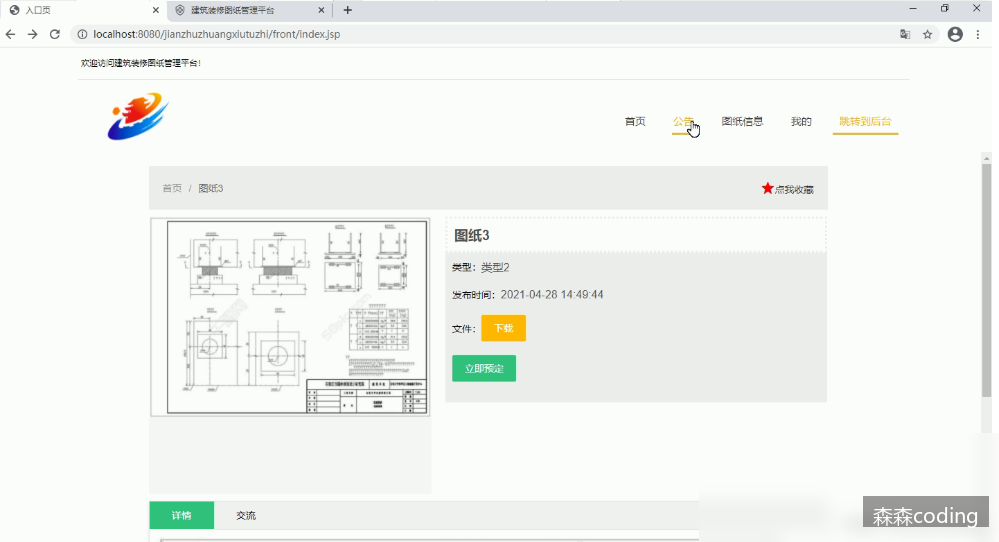 入口页
建筑装修图纸管理平台
localhost:8080/jianzhuzhuangxiutuzhi/front/index.jsp
欢迎访问建筑装修图纸管理平台!
首页 公告 图纸信息 我的 跳转到后台
首页 / 图纸3
点我收藏
图纸3
类型: 类型2
发布时间: 2021-04-28 14:49:44
文件: 下载
立即预定
详情 交流
森森coding